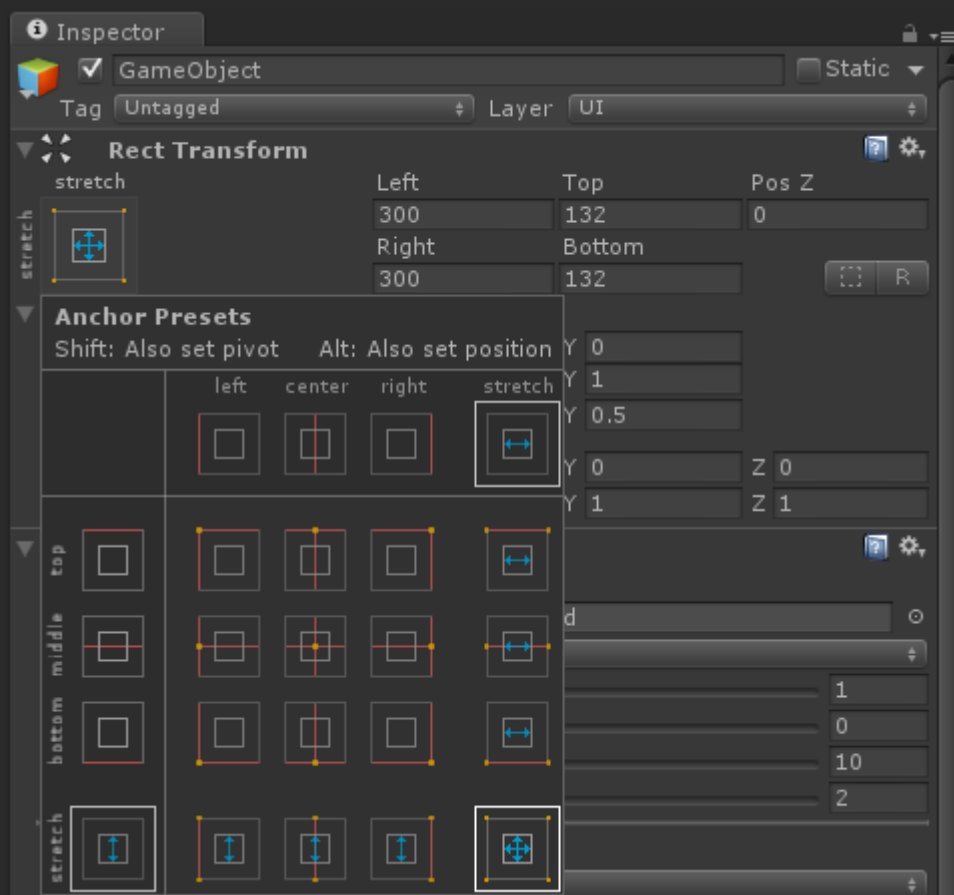 Inspector
GameObject
Static
Tag Untagged Layer UI
Rect Transform
stretch
Left Top Pos Z
stretch
300 132 0
Right Bottom
300 132 R
Anchor Presets
Shift: Also set pivot Alt: Also set position
Y 0
left center right stretch
Y 1
Y 0.5
Y 0 Z 0
Y 1 Z 1
top
d
middle
1
bottom
0
10
2
stretch